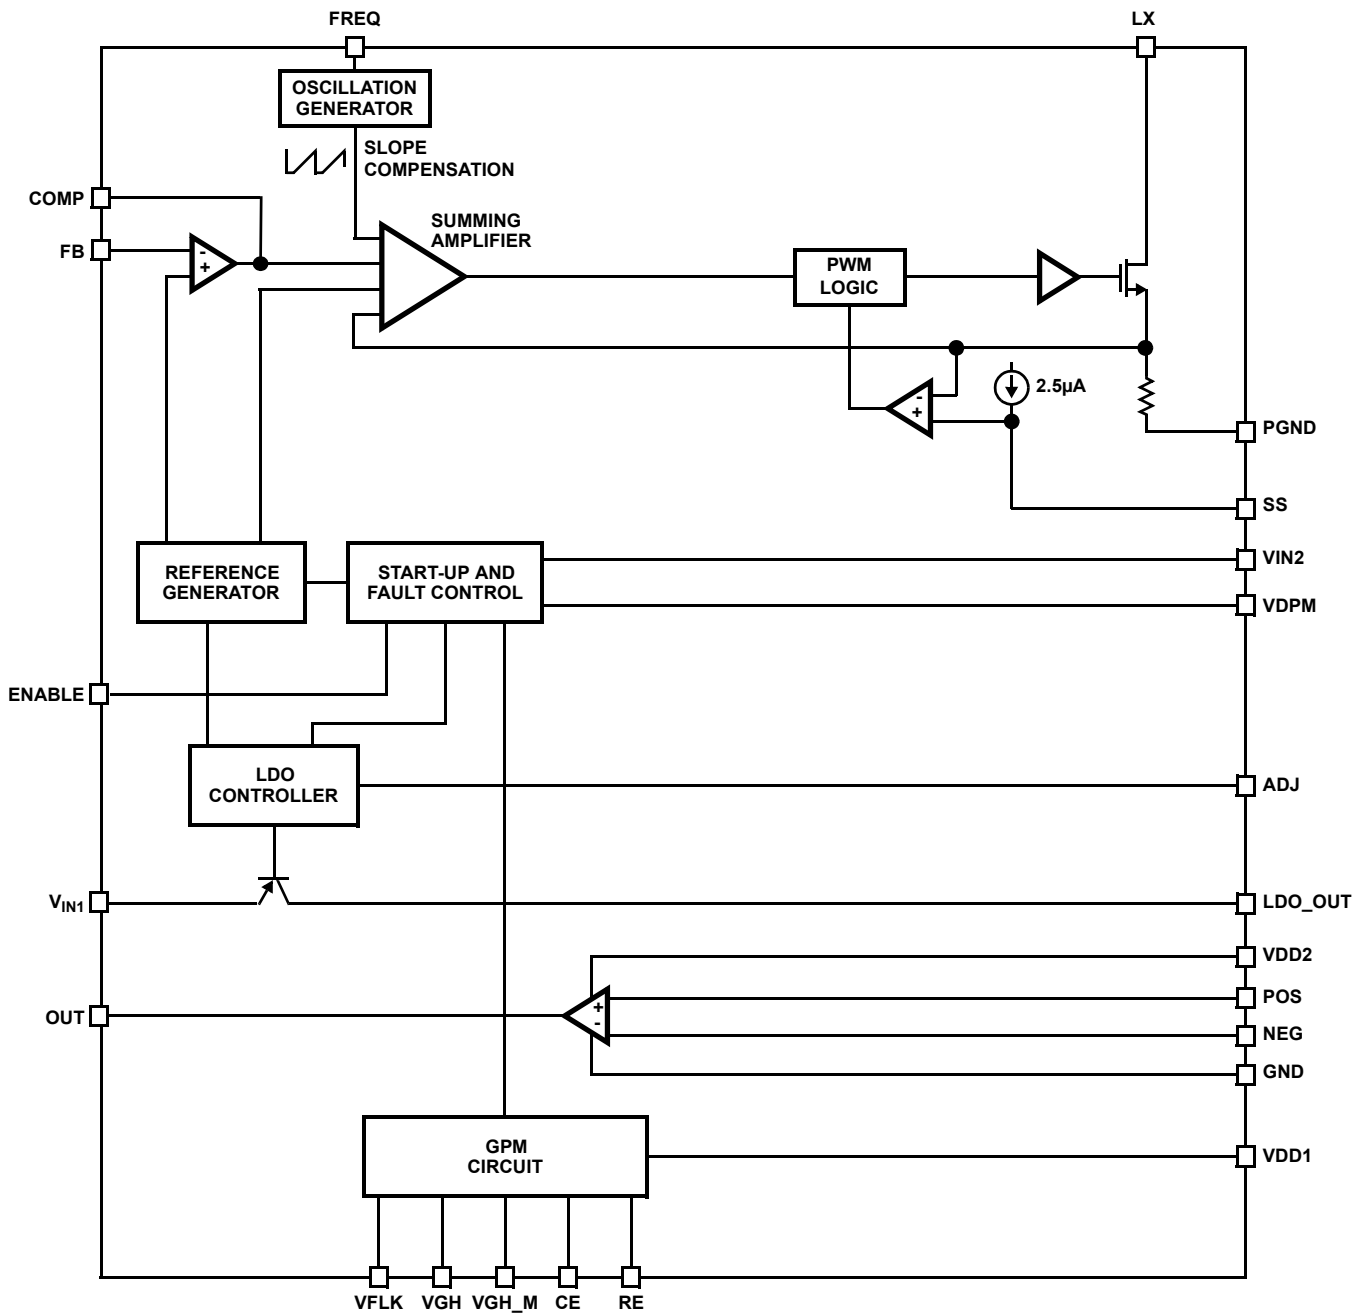 FREQ
LX
OSCILLATION
GENERATOR
SLOPE
COMPENSATION
COMP
FB
-
+
SUMMING
AMPLIFIER
PWM
LOGIC
2.5µA
-
+
PGND
SS
REFERENCE
GENERATOR
START-UP AND
FAULT CONTROL
VIN2
VDPM
ENABLE
LDO
CONTROLLER
ADJ
VIN1
LDO_OUT
VDD2
POS
OUT
+
-
NEG
GND
GPM
CIRCUIT
VDD1
VFLK
VGH
VGH_M
CE
RE